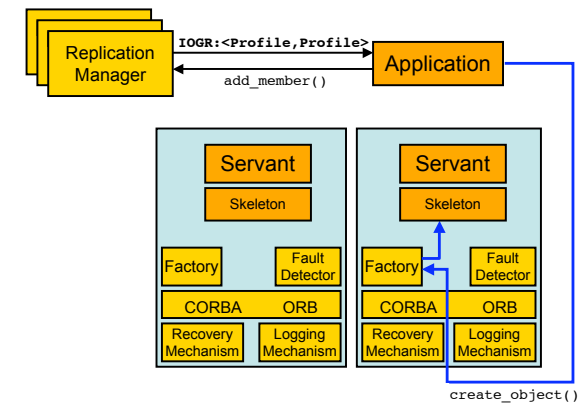 IOGR:<Profile,Profile>
Replication
Manager
Application
add_member()
Servant
Servant
Skeleton
Skeleton
Factory
Fault
Detector
Factory
Fault
Detector
CORBA ORB
CORBA ORB
Recovery
Mechanism
Logging
Mechanism
Recovery
Mechanism
Logging
Mechanism
create_object()